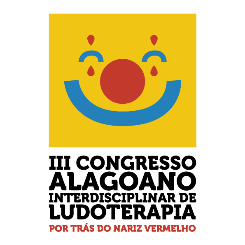 III CONGRESSO
ALAGOANO
INTERDISCIPLINAR DE
LUDOTERAPIA
POR TRÁS DO NARIZ VERMELHO